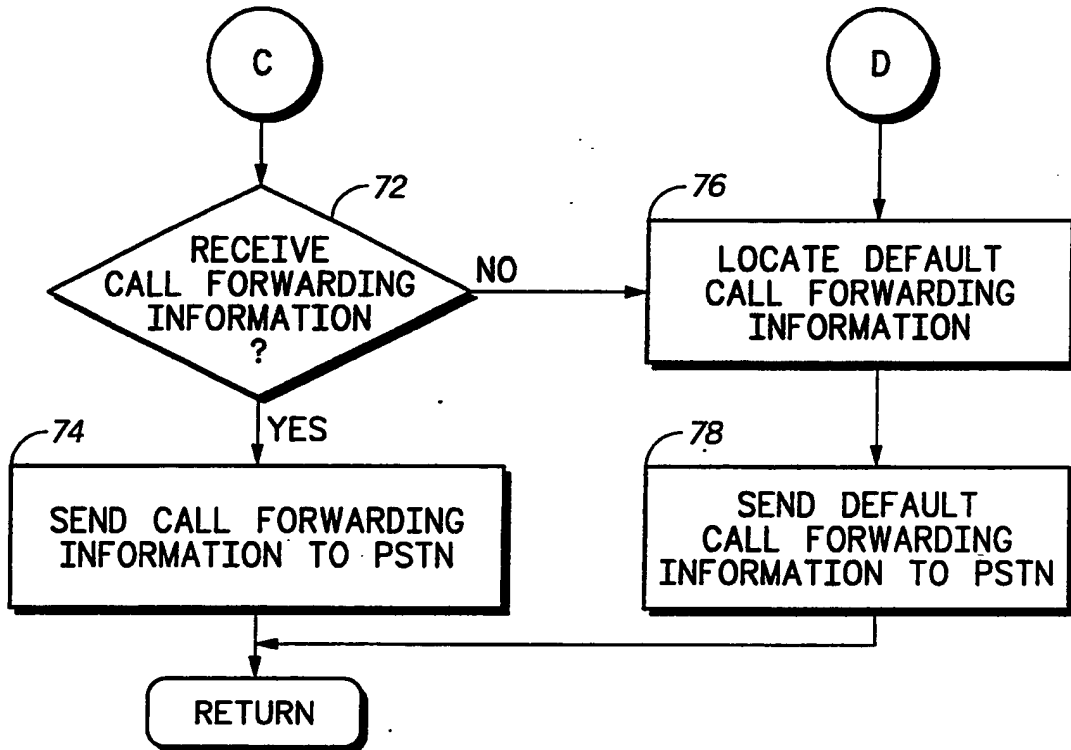 C
D
72
RECEIVE
CALL FORWARDING
INFORMATION
?
NO
76
LOCATE DEFAULT
CALL FORWARDING
INFORMATION
YES
74
SEND CALL FORWARDING
INFORMATION TO PSTN
78
SEND DEFAULT
CALL FORWARDING
INFORMATION TO PSTN
RETURN